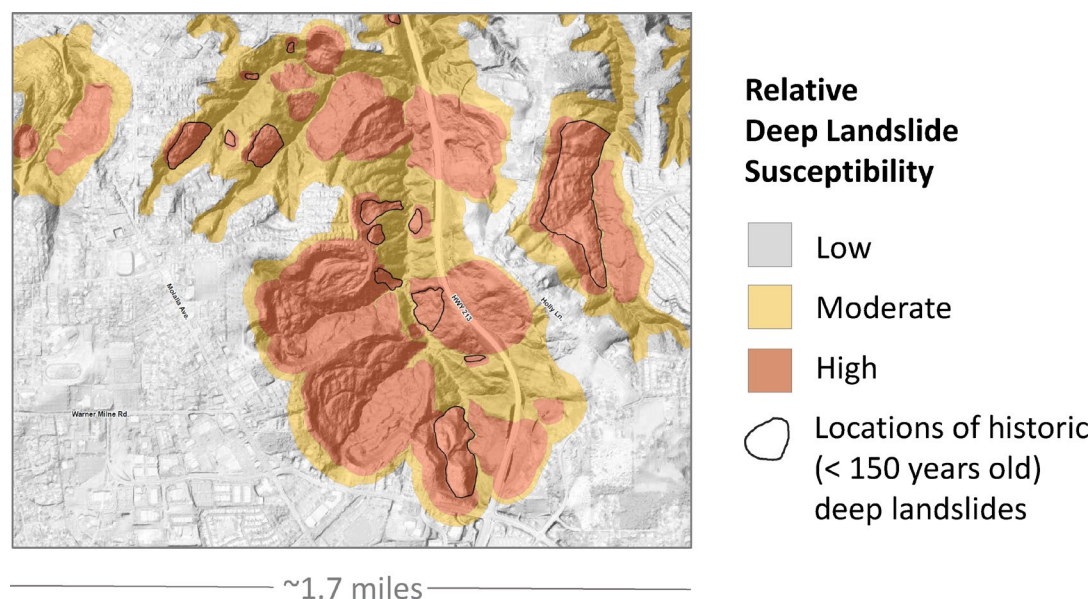 Relative
Deep Landslide
Susceptibility
Low
Moderate
High
Locations of historic
(< 150 years old)
deep landslides
Molalla Ave.
HWY 213
Holly Ln.
Warner Milne Rd.
~1.7 miles